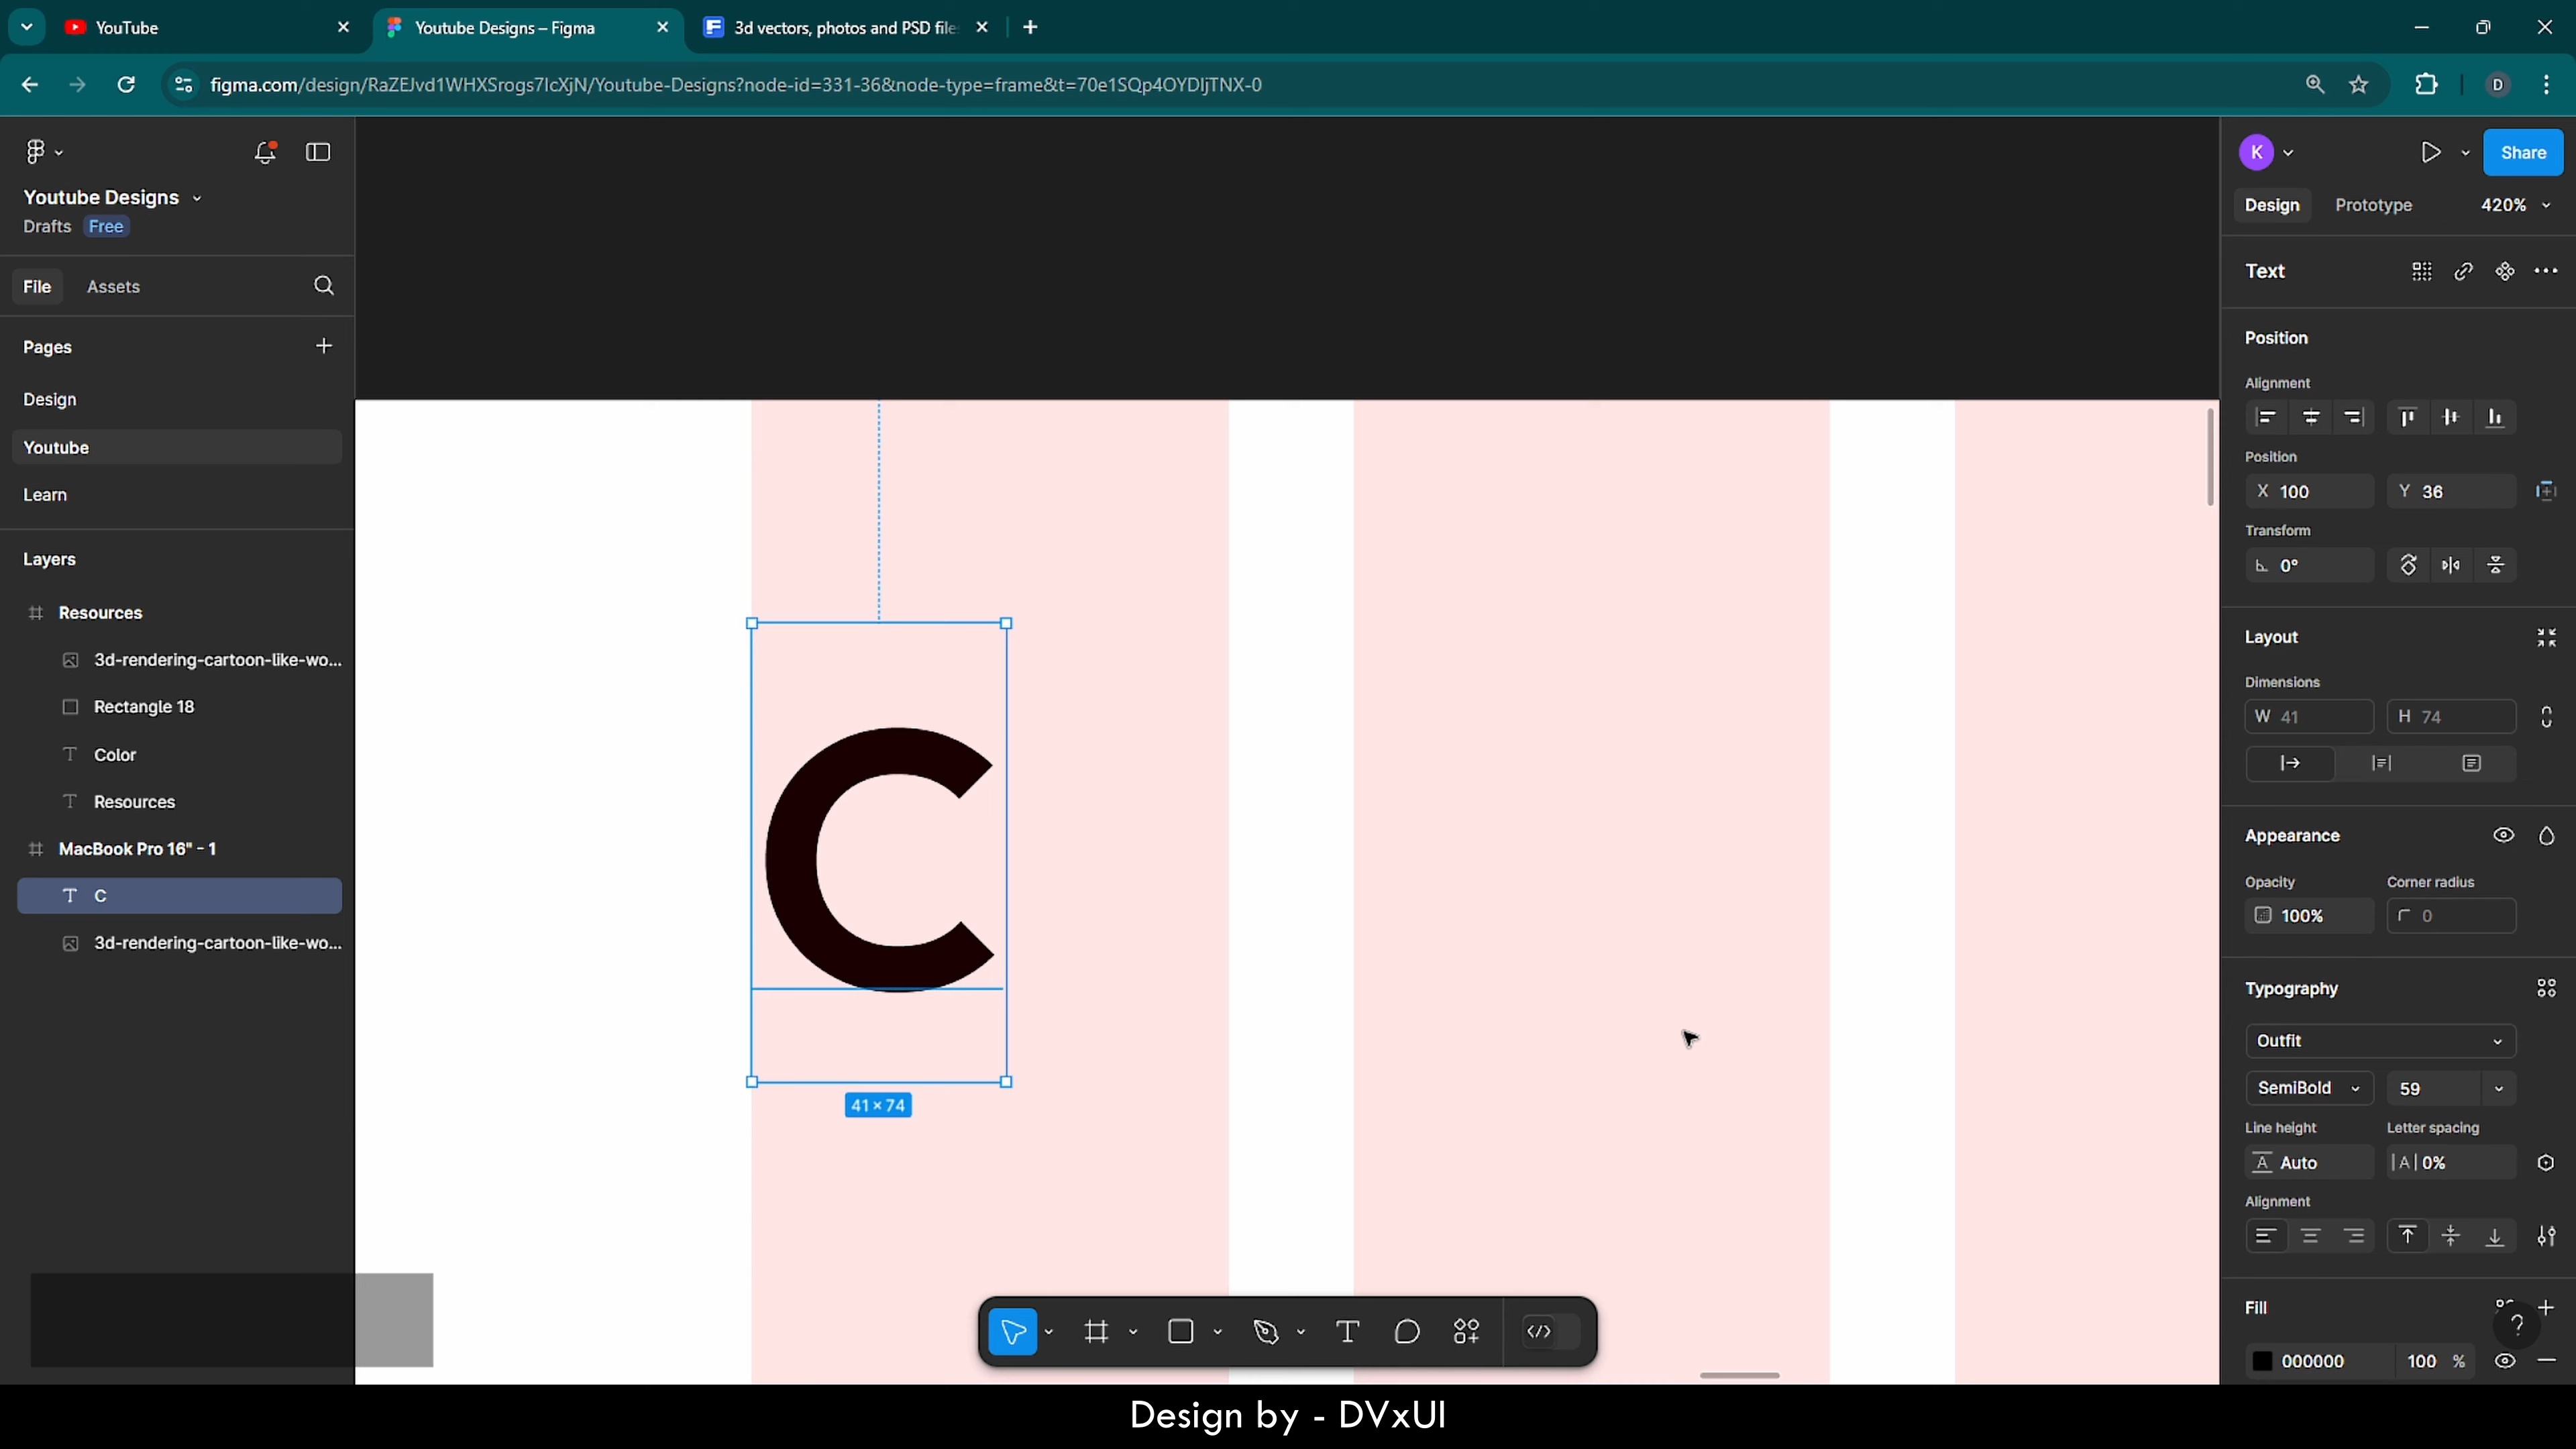 YouTube
Youtube Designs – Figma
3d vectors, photos and PSD file
figma.com/design/RaZEJvd1WHXSrogs7IcXjN/Youtube-Designs?node-id=331-36&node-type=frame&t=70e1SQp4OYDIjTNX-0
D
Youtube Designs
Drafts Free
File Assets
Pages
Design
Youtube
Learn
Layers
Resources
3d-rendering-cartoon-like-wo...
Rectangle 18
Color
Resources
MacBook Pro 16" - 1
C
3d-rendering-cartoon-like-wo...
C
41 × 74
K
Share
Design Prototype 420%
Text
Position
Alignment
Position
X 100 Y 36
Transform
0°
Layout
Dimensions
W 41 H 74
Appearance
Opacity Corner radius
100% 0
Typography
Outfit
SemiBold 59
Line height Letter spacing
Auto 0%
Alignment
Fill
?
000000 100 %
Design by - DVxUI